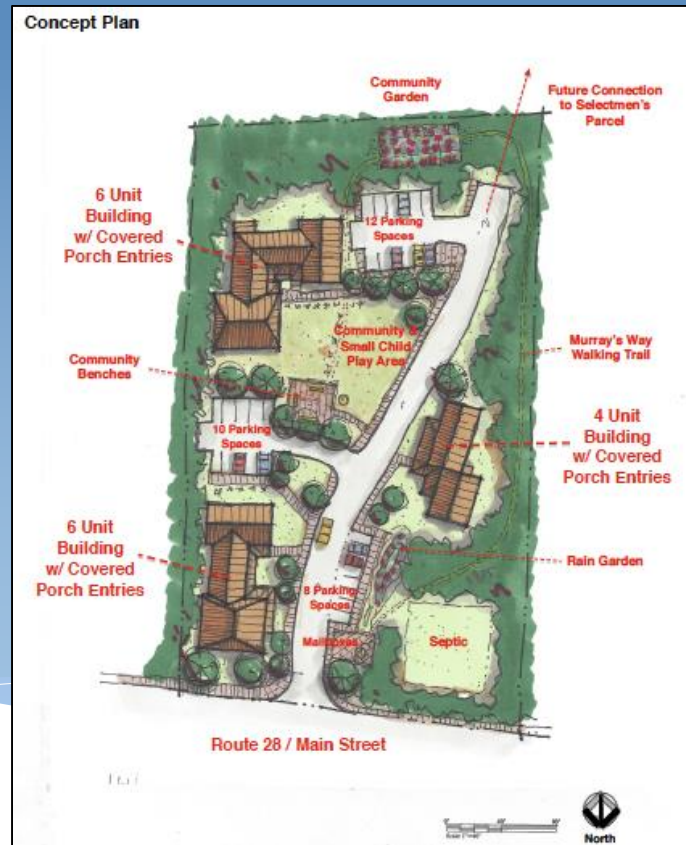 Concept Plan
Community
Garden
Future Connection
to Selectmen's
Parcel
6 Unit
Building
w/ Covered
Porch Entries
12 Parking
Spaces
Community &
Small Child
Play Area
Murray's Way
Walking Trail
Community
Benches
10 Parking
Spaces
4 Unit
Building
w/ Covered
Porch Entries
6 Unit
Building
w/ Covered
Porch Entries
Rain Garden
8 Parking
Spaces
Mailboxes
Septic
Route 28 / Main Street
North